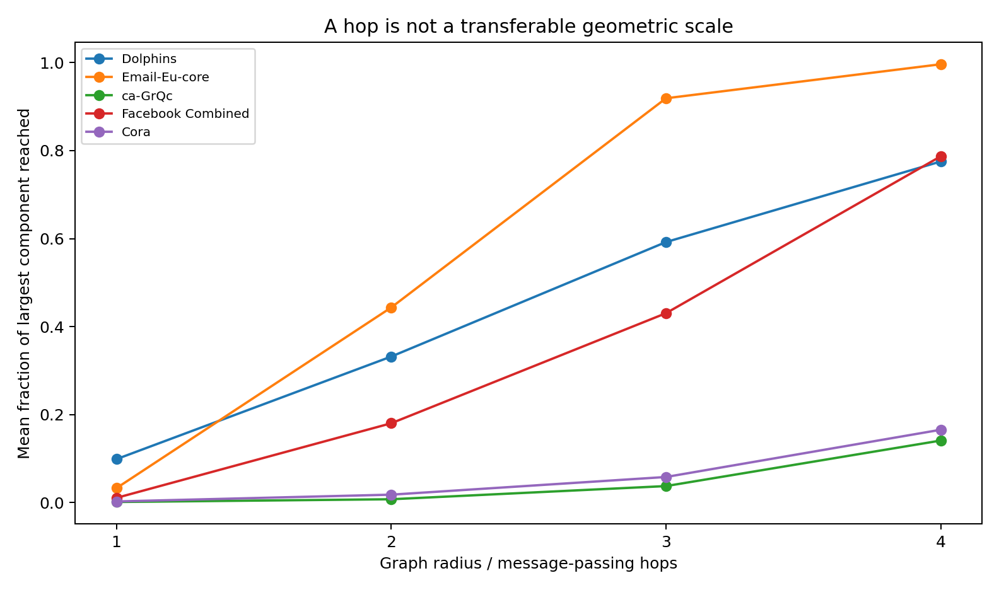 A hop is not a transferable geometric scale
Dolphins
Email-Eu-core
ca-GrQc
Facebook Combined
Cora
Mean fraction of largest component reached
1.0
0.8
0.6
0.4
0.2
0.0
1 2 3 4
Graph radius / message-passing hops